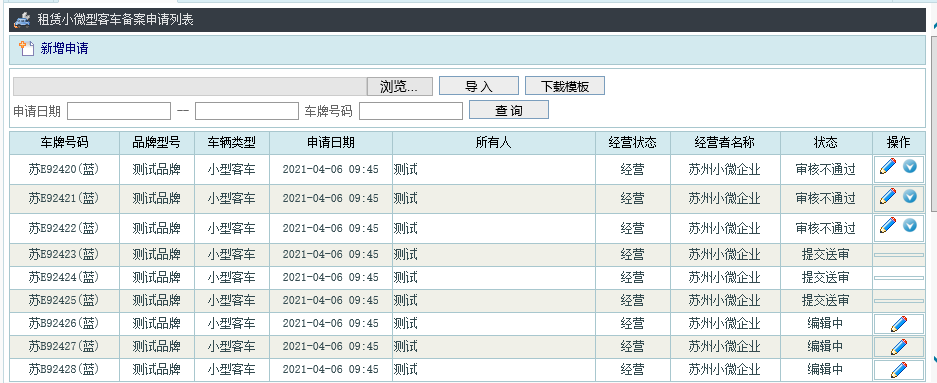 租赁小微型客车备案申请列表
新增申请
浏览... 导入 下载模板
申请日期 -- 车牌号码 查询
车牌号码 品牌型号 车辆类型 申请日期 所有人 经营状态 经营者名称 状态 操作
苏E92420(蓝) 测试品牌 小型客车 2021-04-06 09:45 测试 经营 苏州小微企业 审核不通过
苏E92421(蓝) 测试品牌 小型客车 2021-04-06 09:45 测试 经营 苏州小微企业 审核不通过
苏E92422(蓝) 测试品牌 小型客车 2021-04-06 09:45 测试 经营 苏州小微企业 审核不通过
苏E92423(蓝) 测试品牌 小型客车 2021-04-06 09:45 测试 经营 苏州小微企业 提交送审
苏E92424(蓝) 测试品牌 小型客车 2021-04-06 09:45 测试 经营 苏州小微企业 提交送审
苏E92425(蓝) 测试品牌 小型客车 2021-04-06 09:45 测试 经营 苏州小微企业 提交送审
苏B92426(蓝) 测试品牌 小型客车 2021-04-06 09:45 测试 经营 苏州小微企业 编辑中
苏B92427(蓝) 测试品牌 小型客车 2021-04-06 09:45 测试 经营 苏州小微企业 编辑中
苏B92428(蓝) 测试品牌 小型客车 2021-04-06 09:45 测试 经营 苏州小微企业 编辑中